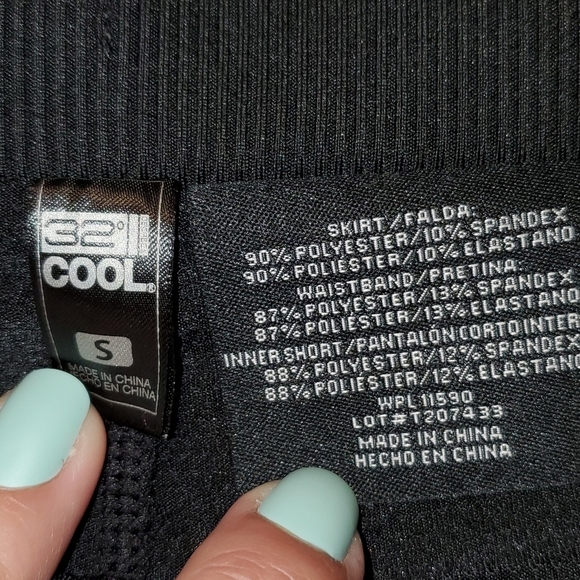 32°
COOL®
S
MADE IN CHINA
HECHO EN CHINA
SKIRT/FALDA:
90% POLYESTER/10% SPANDEX
90% POLIESTER/10% ELASTANO
WAISTBAND/PRETINA:
87% POLYESTER/13% SPANDEX
87% POLIESTER/13% ELASTANO
INNER SHORT/PANTALÓN CORTO INTER
88% POLYESTER/12% SPANDEX
88% POLIESTER/12% ELASTANO
WPL 11590
LOT#T207433
MADE IN CHINA
HECHO EN CHINA